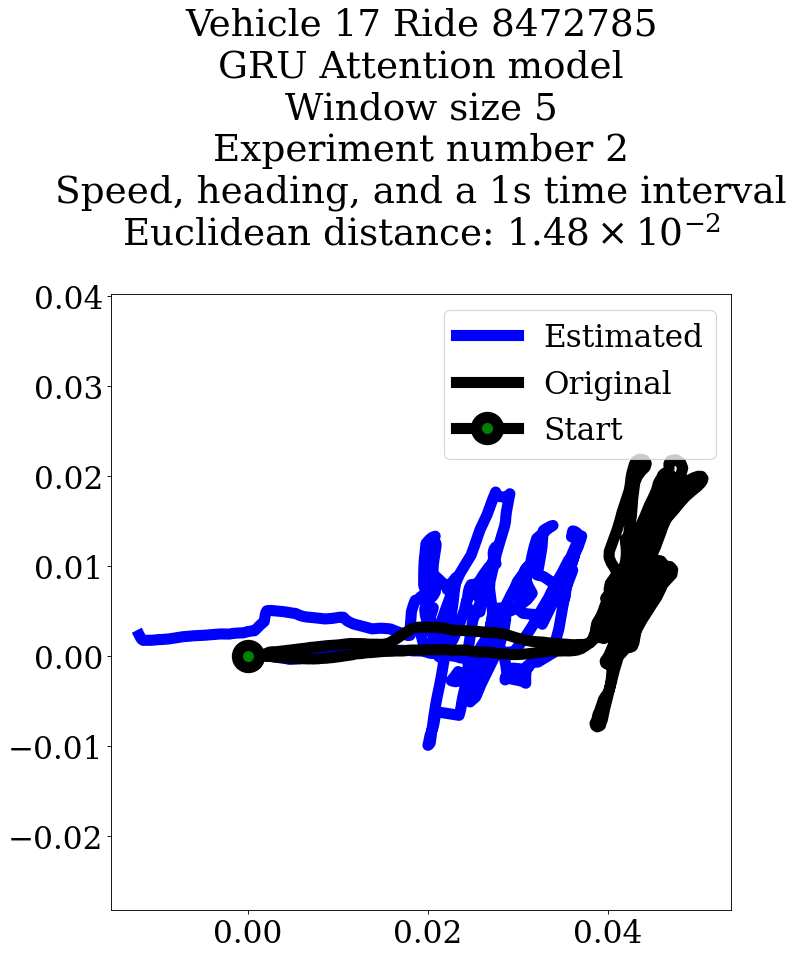 Vehicle 17 Ride 8472785
GRU Attention model
Window size 5
Experiment number 2
Speed, heading, and a 1s time interval
Euclidean distance: 1.48 × 10⁻²
0.04
Estimated
0.03
Original
Start
0.02
0.01
0.00
−0.01
−0.02
0.00 0.02 0.04